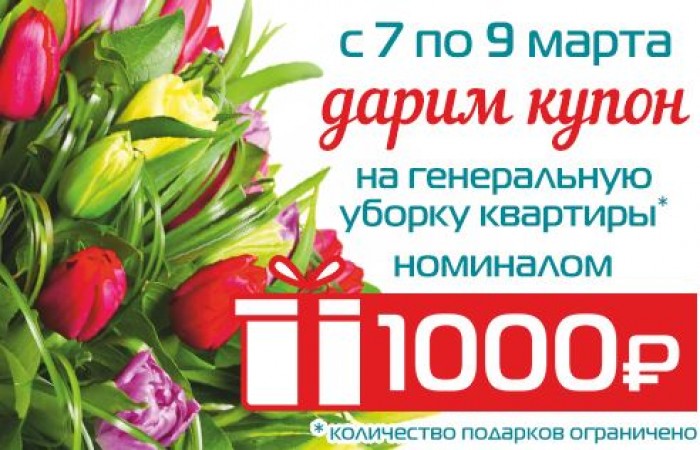 с 7 по 9 марта
дарим купон
на генеральную
уборку квартиры*
номиналом
1000₽
*количество подарков ограничено